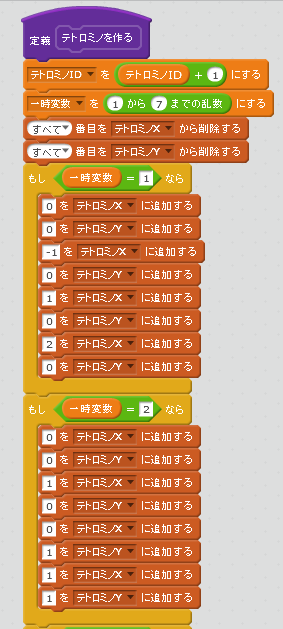 定義 テトロミノを作る
テトロミノID を テトロミノID + 1 にする
一時変数 を 1 から 7 までの乱数 にする
すべて 番目を テトロミノX から削除する
すべて 番目を テトロミノY から削除する
もし 一時変数 = 1 なら
0 を テトロミノX に追加する
0 を テトロミノY に追加する
-1 を テトロミノX に追加する
0 を テトロミノY に追加する
1 を テトロミノX に追加する
0 を テトロミノY に追加する
2 を テトロミノX に追加する
0 を テトロミノY に追加する
もし 一時変数 = 2 なら
0 を テトロミノX に追加する
0 を テトロミノY に追加する
1 を テトロミノX に追加する
0 を テトロミノY に追加する
0 を テトロミノX に追加する
1 を テトロミノY に追加する
1 を テトロミノX に追加する
1 を テトロミノY に追加する